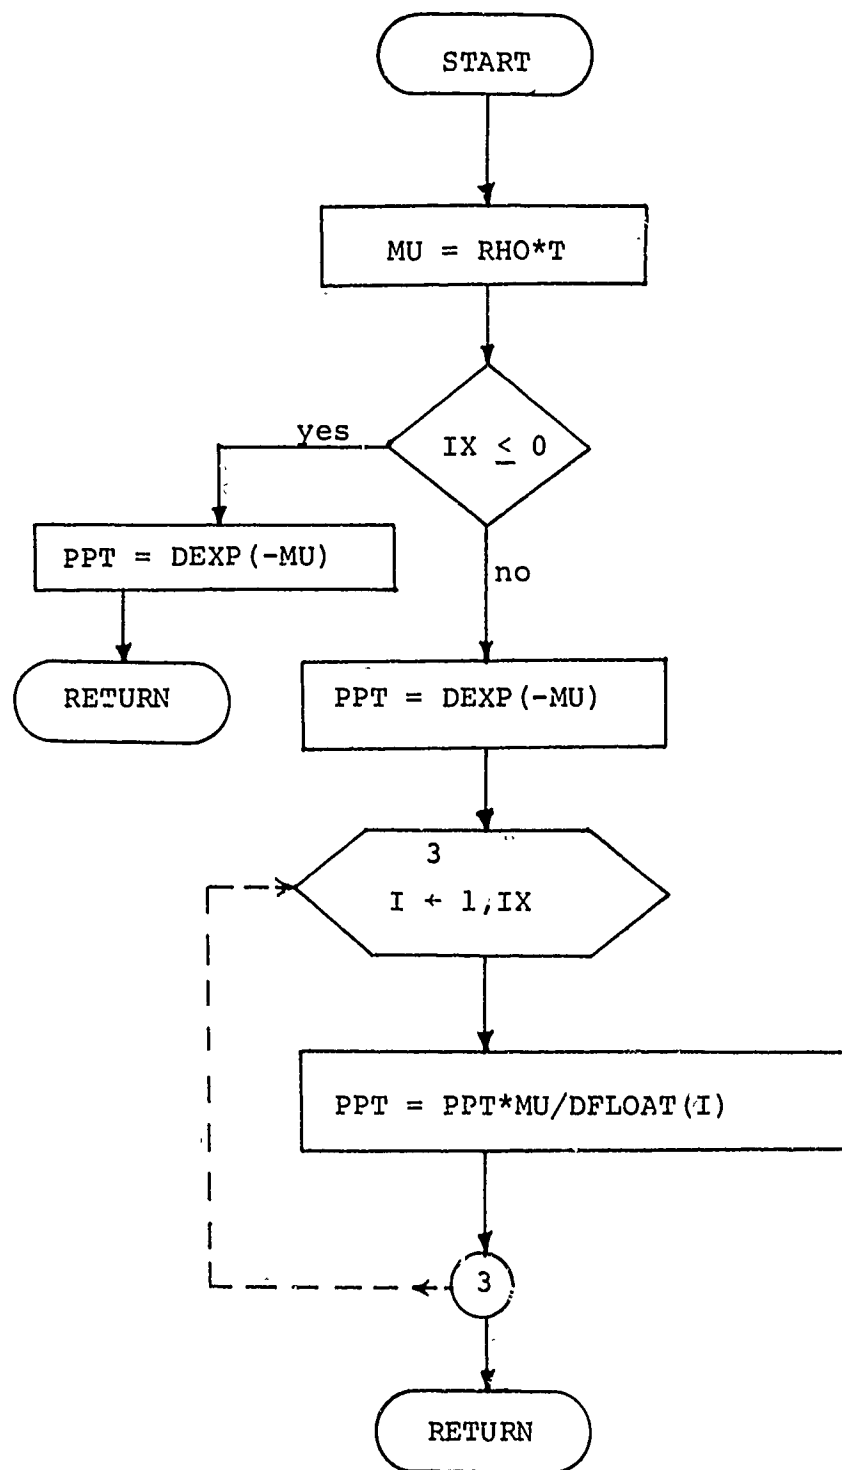 START
MU = RHO*T
IX ≤ 0
yes
no
PPT = DEXP(-MU)
RETURN
PPT = DEXP(-MU)
3
I ← 1,IX
PPT = PPT*MU/DFLOAT(I)
3
RETURN